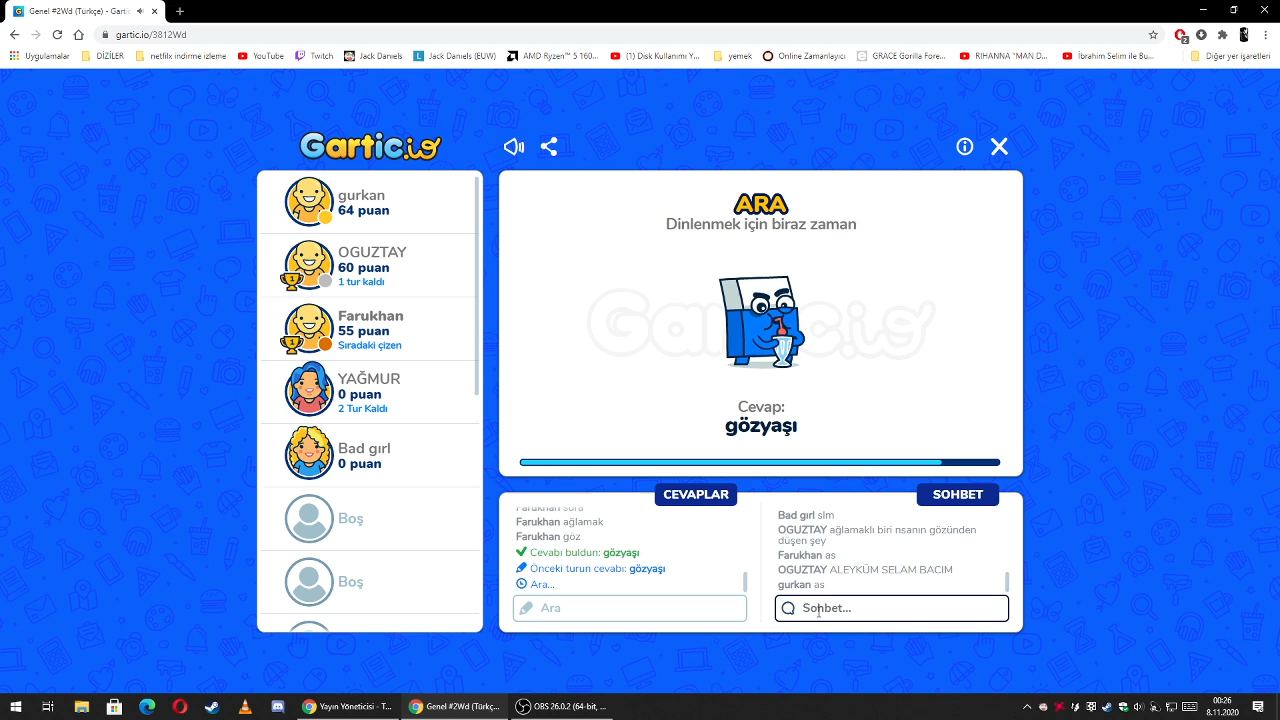 Genel #2Wd (Türkçe) - Gartic
gartic.io/3812Wd
Uygulamalar
DİZİLER
netflix indirme izleme
YouTube
Twitch
Jack Daniels
Jack Daniels (EUW)
AMD Ryzen™ 5 160...
(1) Disk Kullanımı Y...
yemek
Online Zamanlayıcı
GRACE Gorilla Fore...
RIHANNA "MAN D...
İbrahim Selim ile Bu...
Diğer yer işaretleri
Gartic.io
gurkan
64 puan
OGUZTAY
60 puan
1 tur kaldı
Farukhan
55 puan
Sıradaki çizen
YAĞMUR
0 puan
2 Tur Kaldı
Bad gırl
0 puan
Boş
Boş
ARA
Dinlenmek için biraz zaman
Cevap:
gözyaşı
CEVAPLAR
Farukhan sora
Farukhan ağlamak
Farukhan göz
Cevabı buldun: gözyaşı
Önceki turun cevabı: gözyaşı
Ara...
Ara
SOHBET
Bad gırl slm
OGUZTAY ağlamaklı biri nsanın gözünden
düşen şey
Farukhan as
OGUZTAY ALEYKÜM SELAM BACIM
gurkan as
Sohbet...
Yayın Yöneticisi - T...
Genel #2Wd (Türkç...
OBS 26.0.2 (64-bit, ...
00:26
8.11.2020